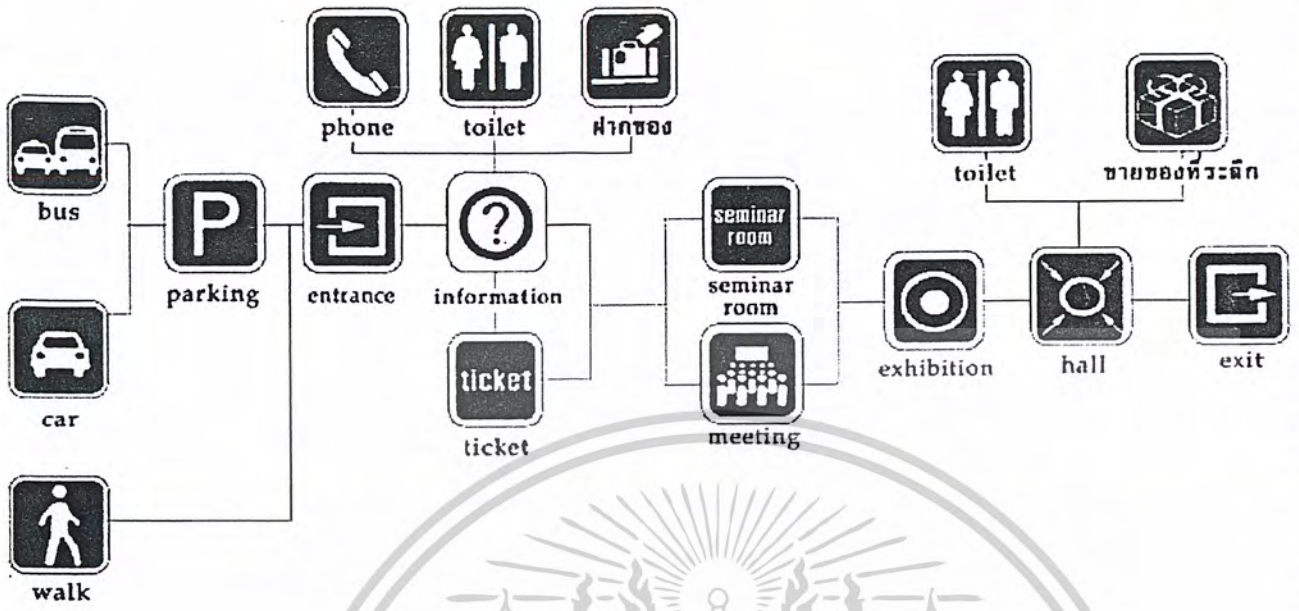 phone
toilet
ฝากของ
toilet
ขายของที่ระลึก
bus
P
parking
entrance
?
information
seminar
room
seminar
room
exhibition
hall
exit
car
ticket
ticket
meeting
walk